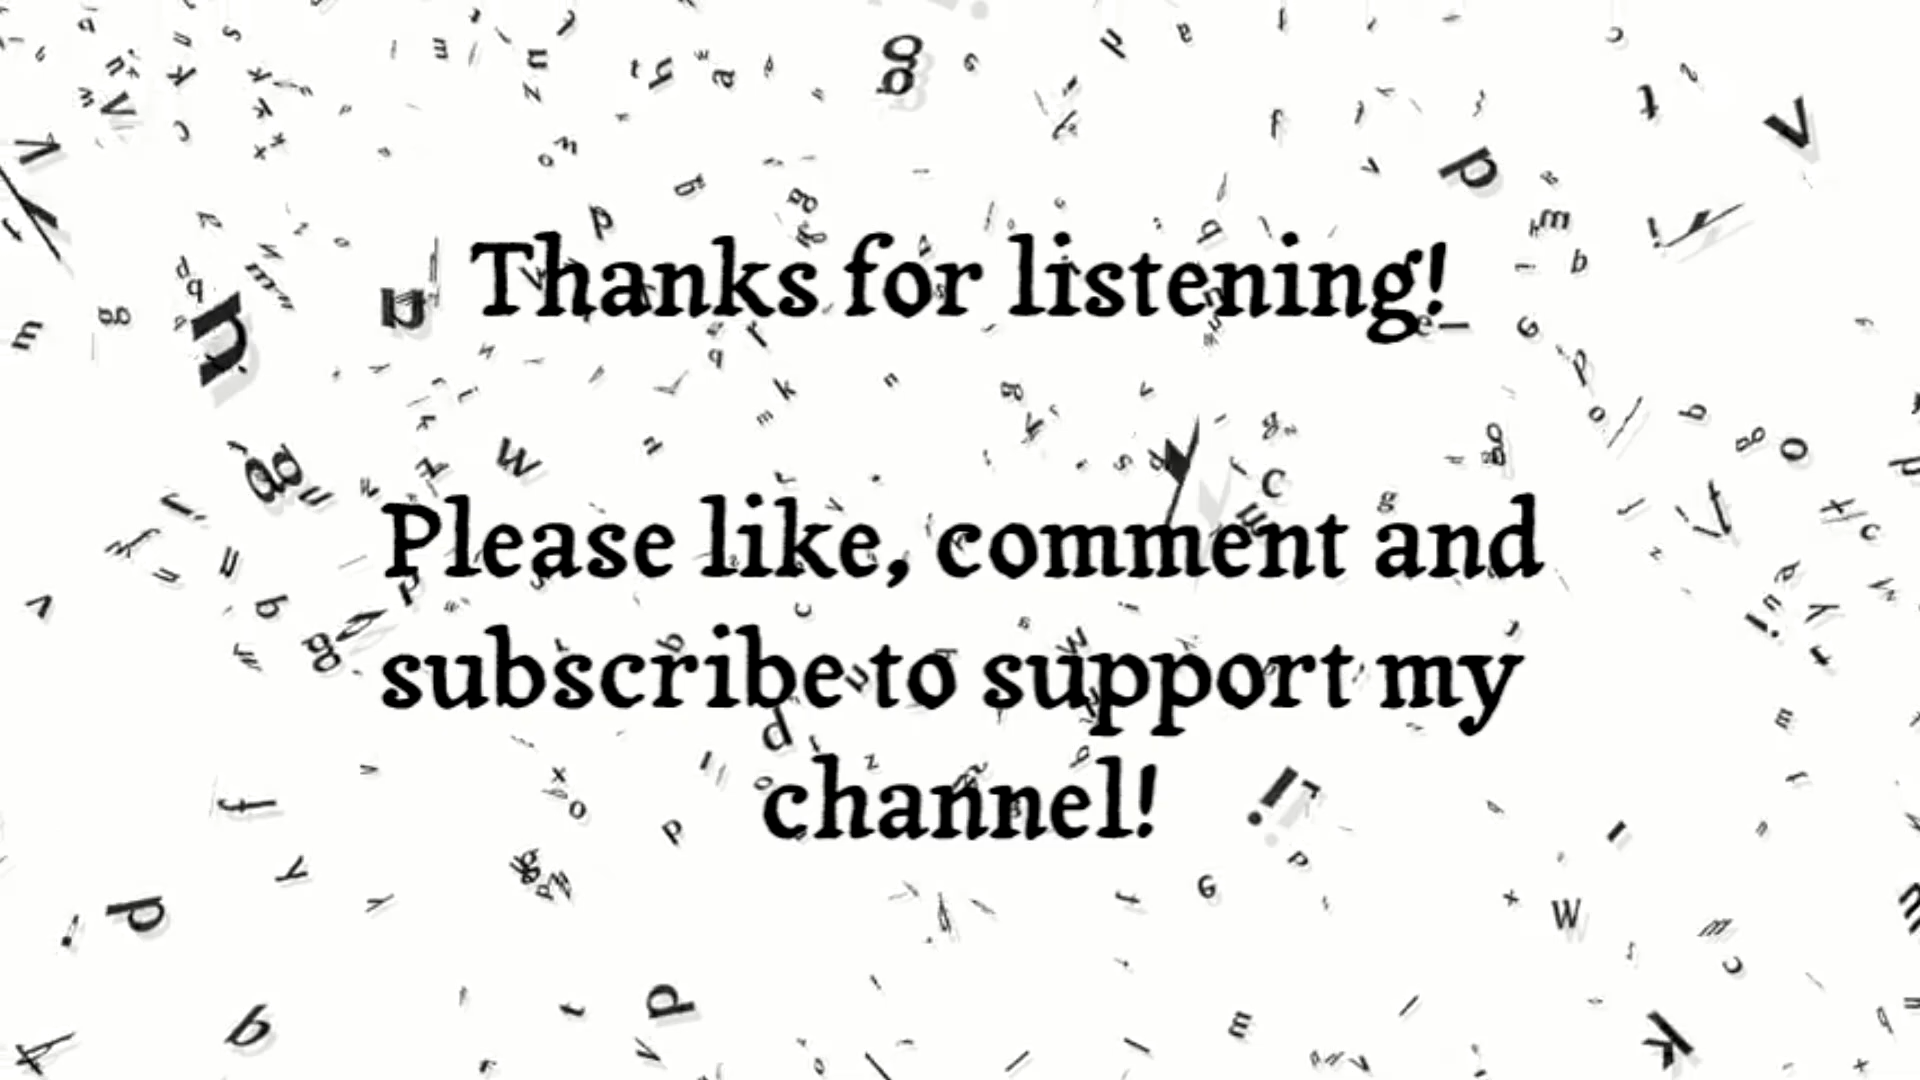 Thanks for listening!
Please like, comment and
subscribe to support my
channel!